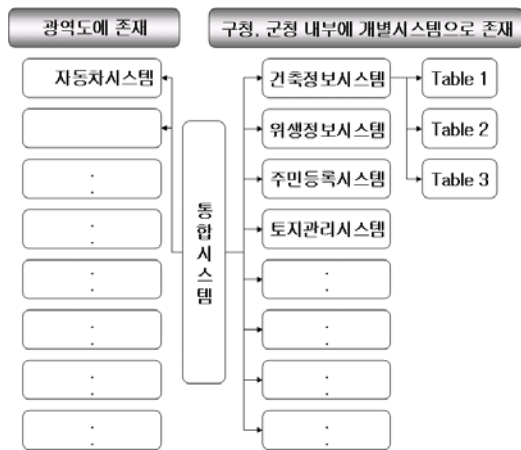 광역도에 존재
구청, 군청 내부에 개별시스템으로 존재
자동차시스템
통합시스템
건축정보시스템
Table 1
위생정보시스템
Table 2
주민등록시스템
Table 3
토지관리시스템